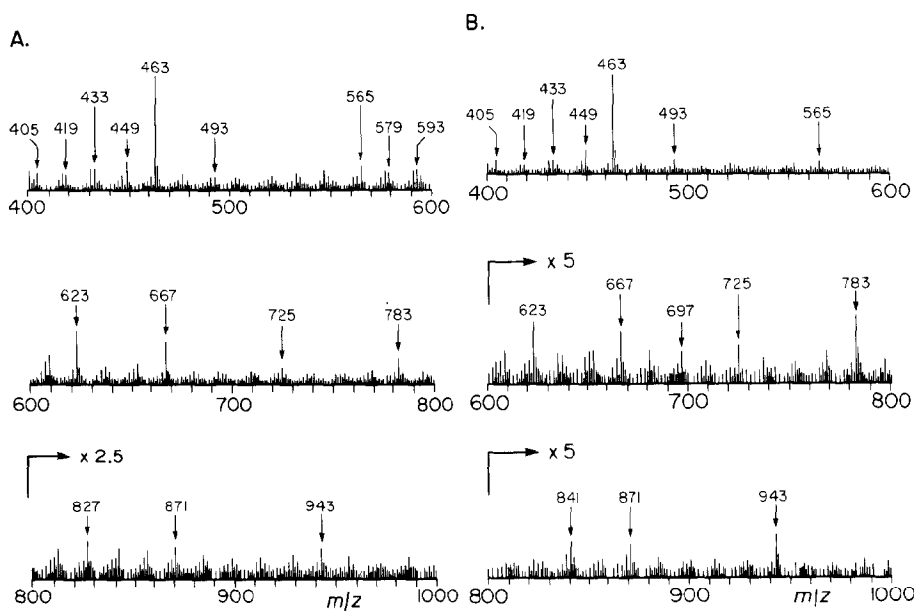 A.
463
433
565
405 419 449 493 579 593
400 500 600
623 667 725 783
600 700 800
x 2.5
827 871 943
800 900 m/z 1000
B.
463
433
405 419 449 493 565
400 500 600
x 5
623 667 697 725 783
600 700 800
x 5
841 871 943
800 900 m/z 1000